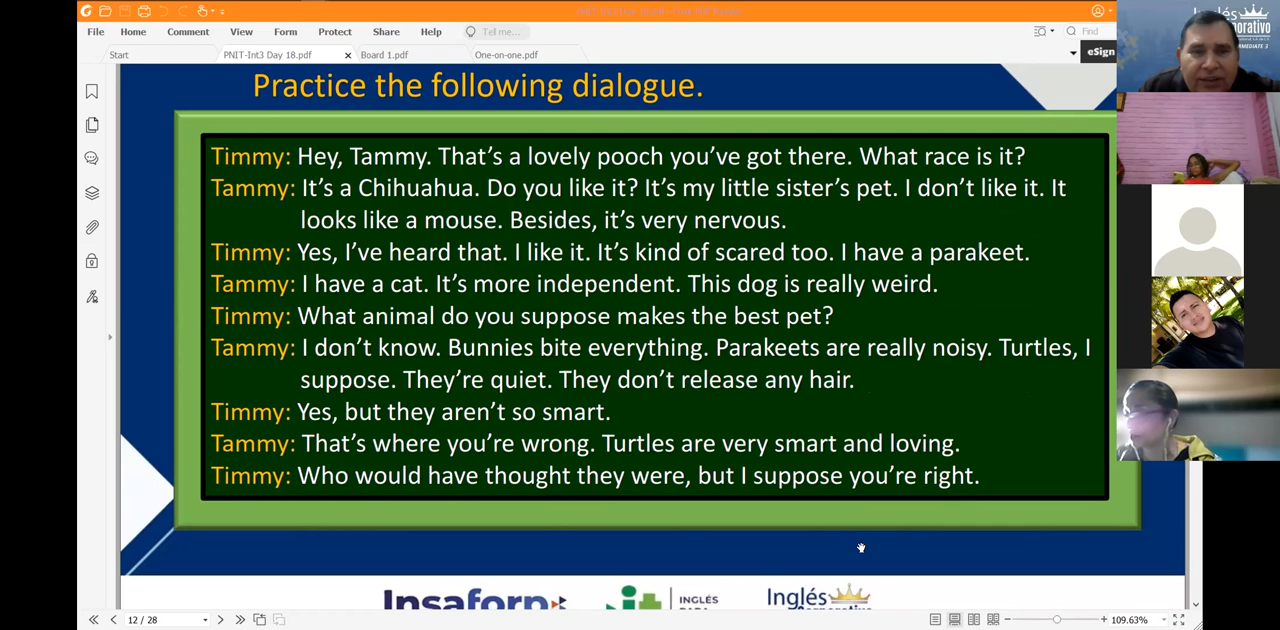 Tell me...
Find
File Home Comment View Form Protect Share Help
Start PNIT-Int3 Day 18.pdf Board 1.pdf One-on-one.pdf
eSign
Inglés
INTERMEDIATE 3
Practice the following dialogue.
Timmy: Hey, Tammy. That’s a lovely pooch you’ve got there. What race is it?
Tammy: It’s a Chihuahua. Do you like it? It’s my little sister’s pet. I don’t like it. It
looks like a mouse. Besides, it’s very nervous.
Timmy: Yes, I’ve heard that. I like it. It’s kind of scared too. I have a parakeet.
Tammy: I have a cat. It’s more independent. This dog is really weird.
Timmy: What animal do you suppose makes the best pet?
Tammy: I don’t know. Bunnies bite everything. Parakeets are really noisy. Turtles, I
suppose. They’re quiet. They don’t release any hair.
Timmy: Yes, but they aren’t so smart.
Tammy: That’s where you’re wrong. Turtles are very smart and loving.
Timmy: Who would have thought they were, but I suppose you’re right.
Insaforp
INGLÉS
Inglés
12 / 28
109.63%